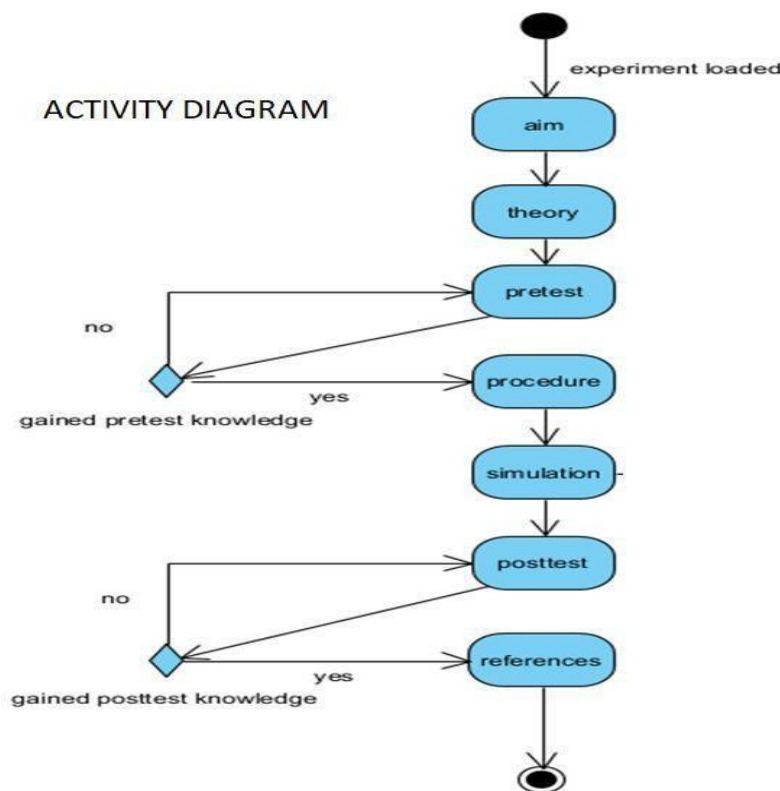 experiment loaded
ACTIVITY DIAGRAM
aim
theory
pretest
no
procedure
yes
gained pretest knowledge
simulation
posttest
no
references
yes
gained posttest knowledge